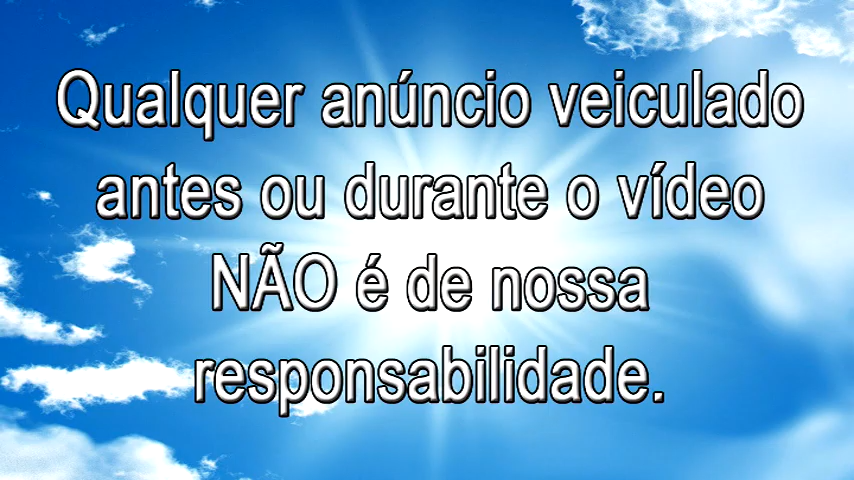 Qualquer anúncio veiculado
antes ou durante o vídeo
NÃO é de nossa
responsabilidade.